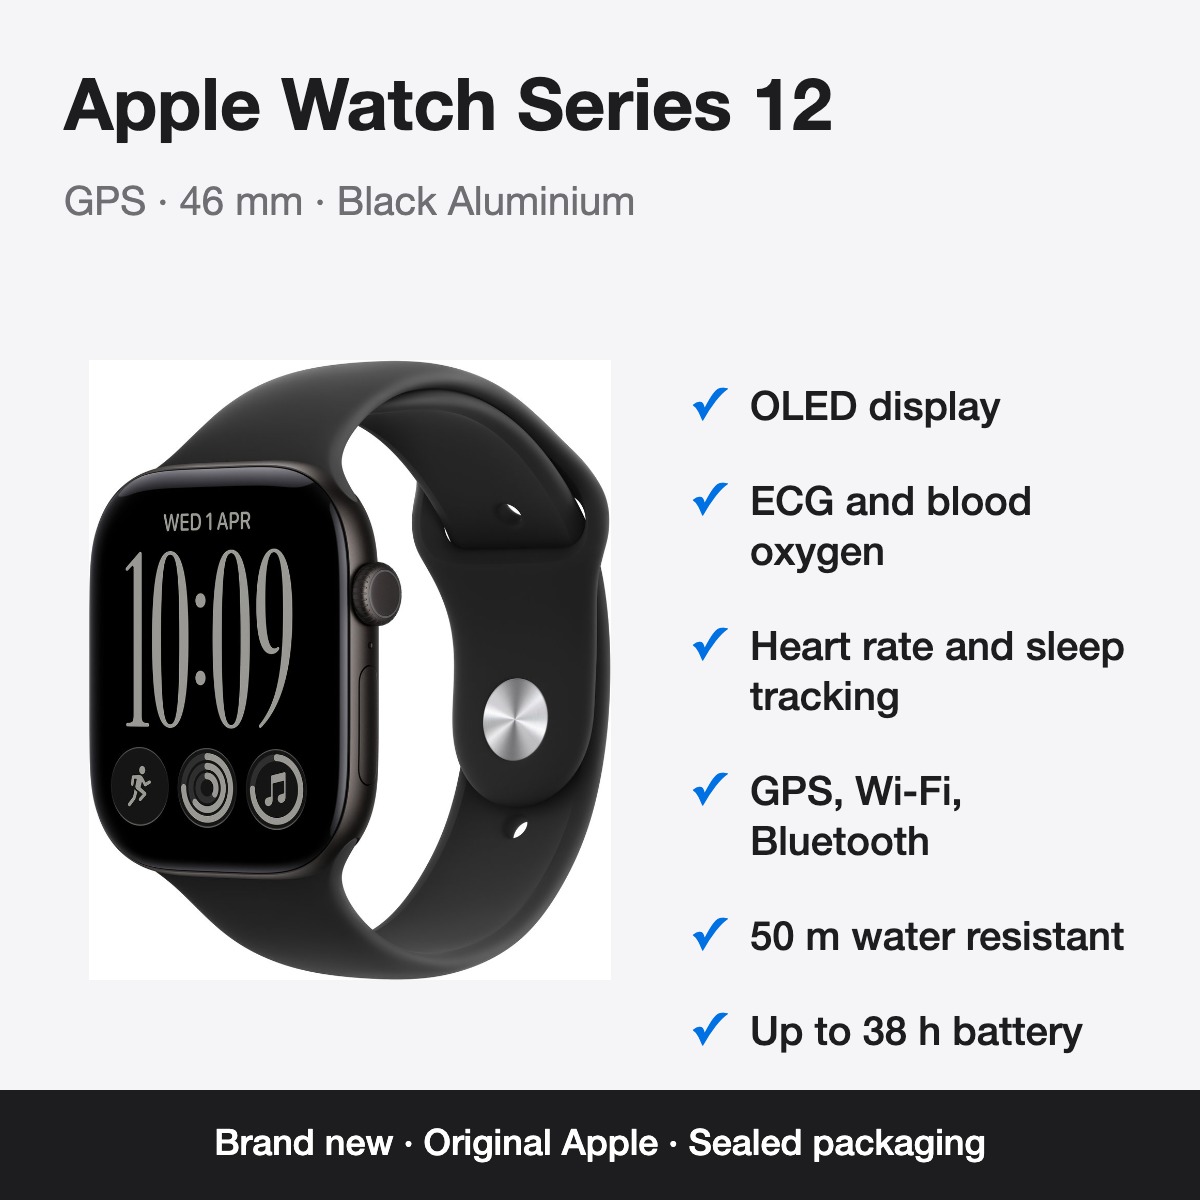 Apple Watch Series 12
GPS · 46 mm · Black Aluminium
WED 1 APR
10:09
✓ OLED display
✓ ECG and blood
oxygen
✓ Heart rate and sleep
tracking
✓ GPS, Wi-Fi,
Bluetooth
✓ 50 m water resistant
✓ Up to 38 h battery
Brand new · Original Apple · Sealed packaging